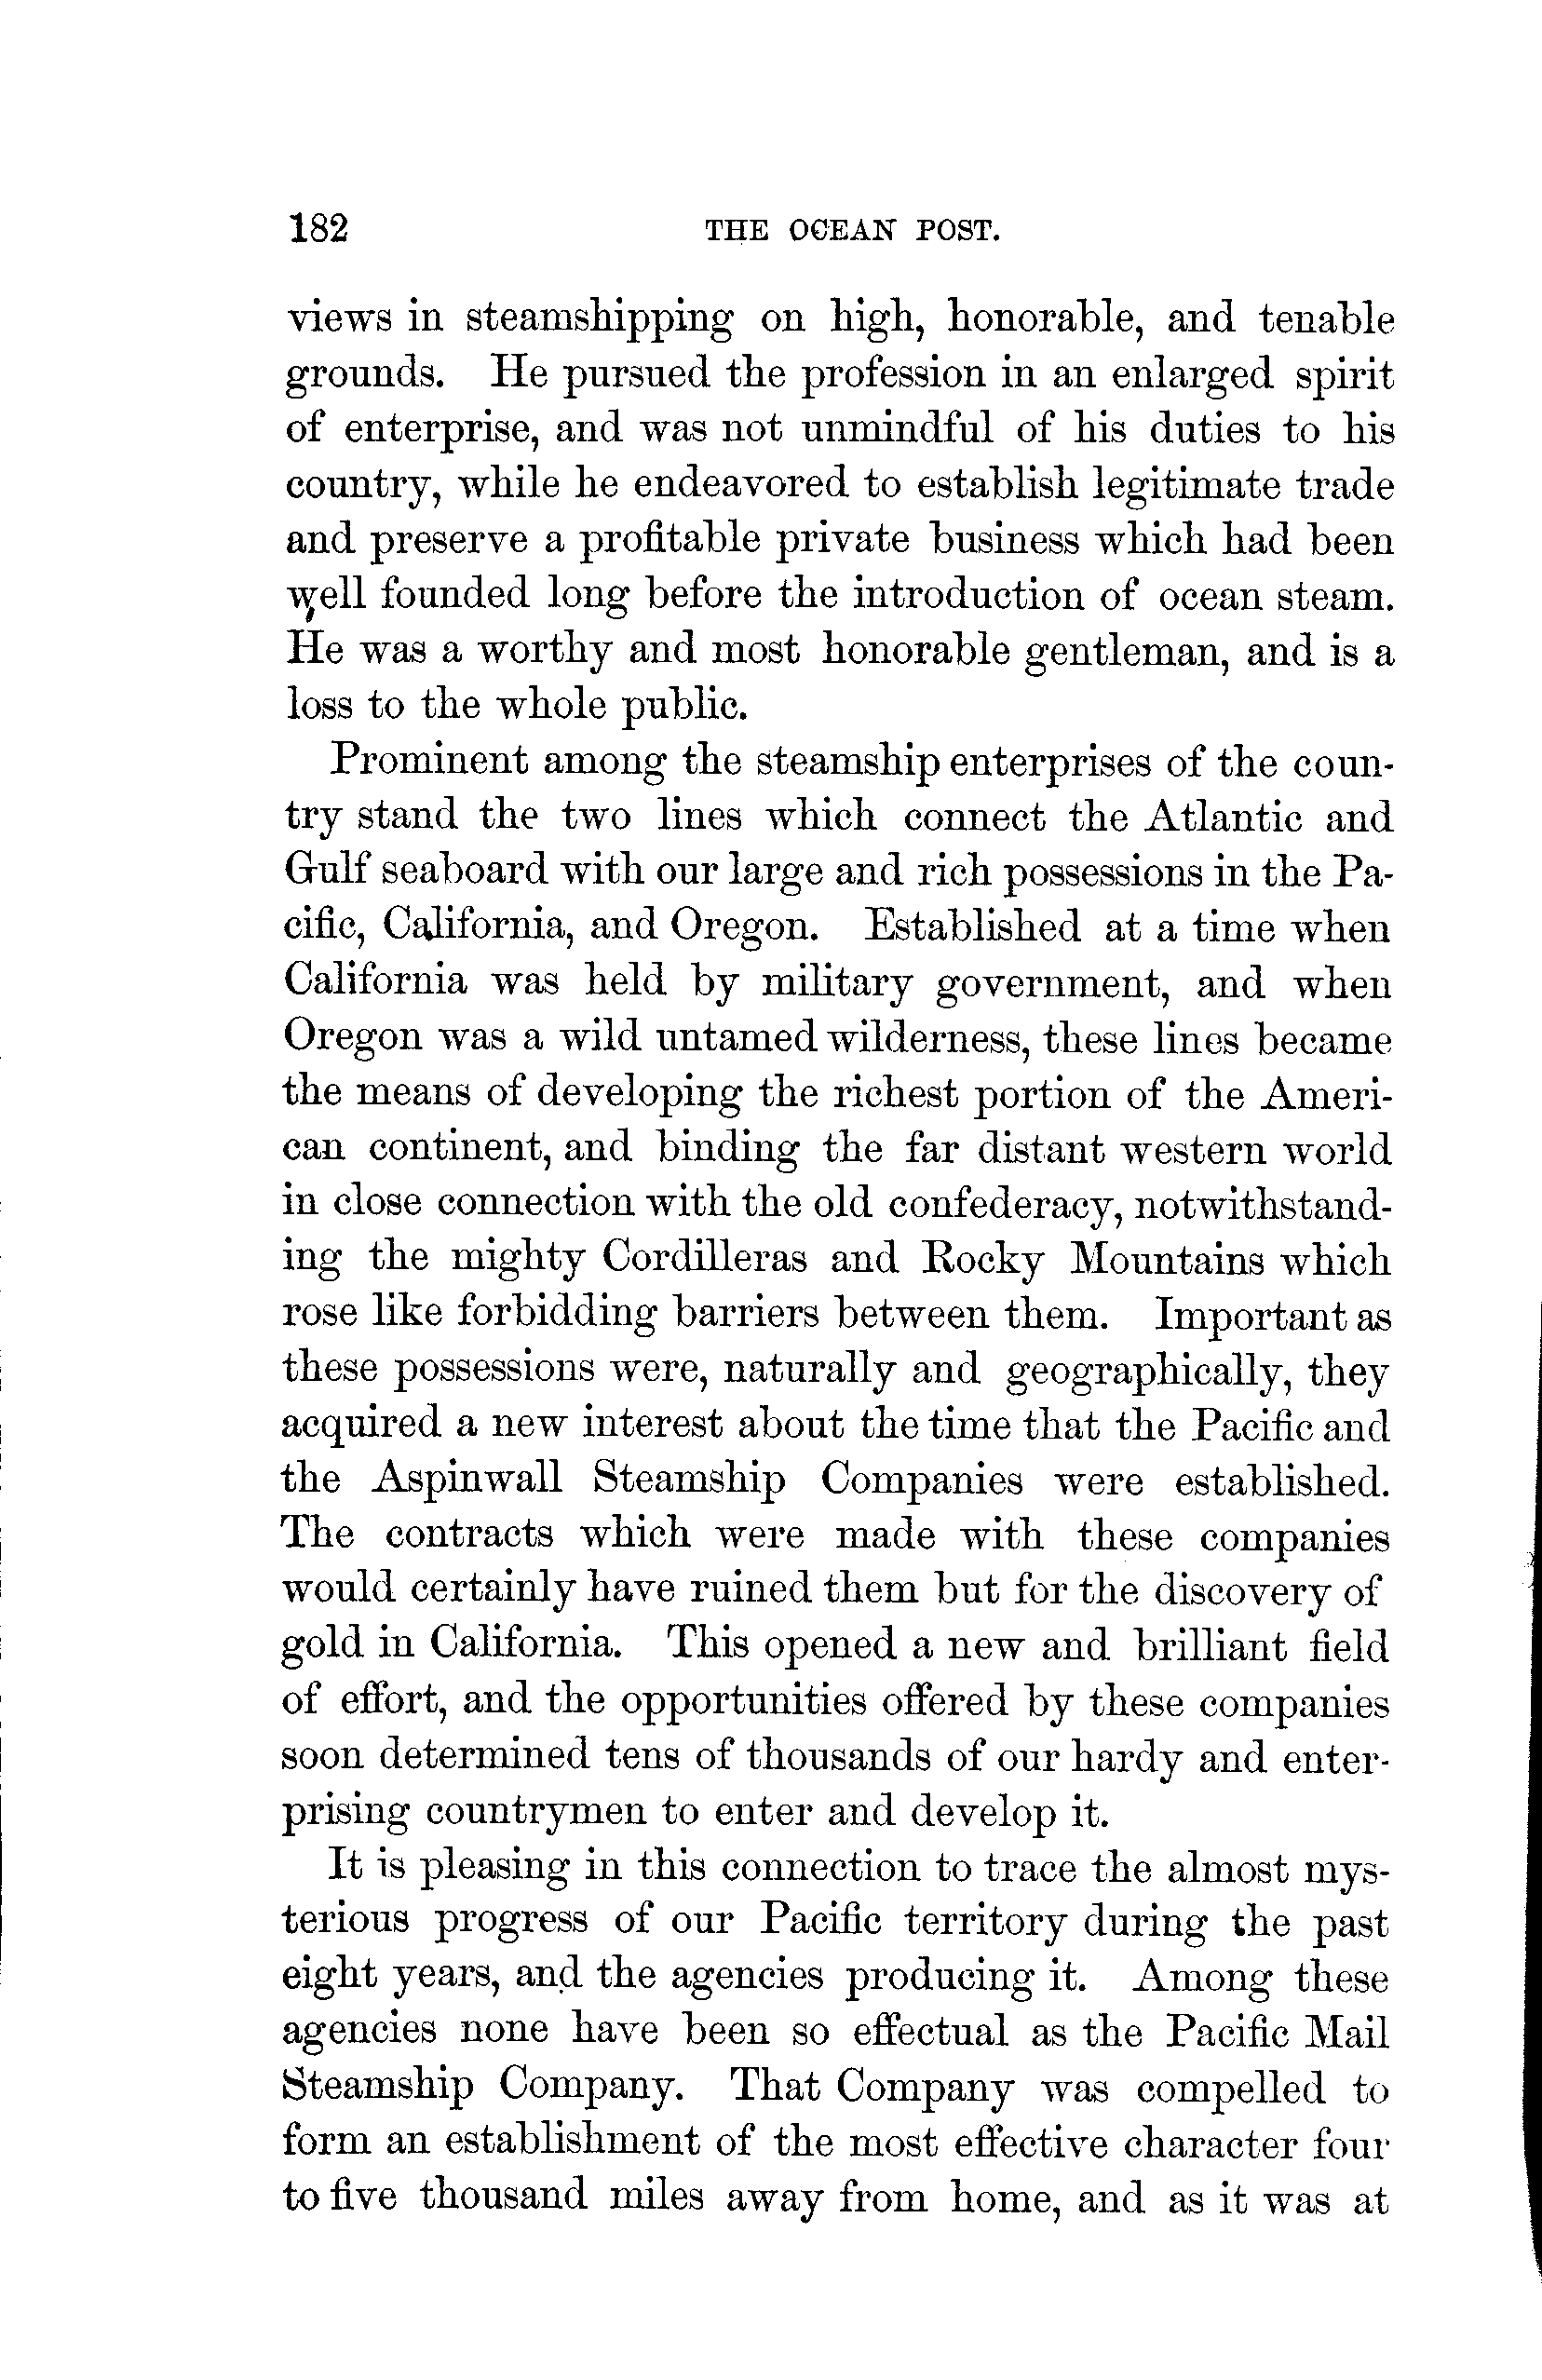 182 THE OCEAN POST.
views in steamshipping on high, honorable, and tenable
grounds. He pursued the profession in an enlarged spirit
of enterprise, and was not unmindful of his duties to his
country, while he endeavored to establish legitimate trade
and preserve a profitable private business which had been
well founded long before the introduction of ocean steam.
He was a worthy and most honorable gentleman, and is a
loss to the whole public.
Prominent among the steamship enterprises of the coun-
try stand the two lines which connect the Atlantic and
Gulf seaboard with our large and rich possessions in the Pa-
cific, California, and Oregon. Established at a time when
California was held by military government, and when
Oregon was a wild untamed wilderness, these lines became
the means of developing the richest portion of the Ameri-
can continent, and binding the far distant western world
in close connection with the old confederacy, notwithstand-
ing the mighty Cordilleras and Rocky Mountains which
rose like forbidding barriers between them. Important as
these possessions were, naturally and geographically, they
acquired a new interest about the time that the Pacific and
the Aspinwall Steamship Companies were established.
The contracts which were made with these companies
would certainly have ruined them but for the discovery of
gold in California. This opened a new and brilliant field
of effort, and the opportunities offered by these companies
soon determined tens of thousands of our hardy and enter-
prising countrymen to enter and develop it.
It is pleasing in this connection to trace the almost mys-
terious progress of our Pacific territory during the past
eight years, and the agencies producing it. Among these
agencies none have been so effectual as the Pacific Mail
Steamship Company. That Company was compelled to
form an establishment of the most effective character four
to five thousand miles away from home, and as it was at